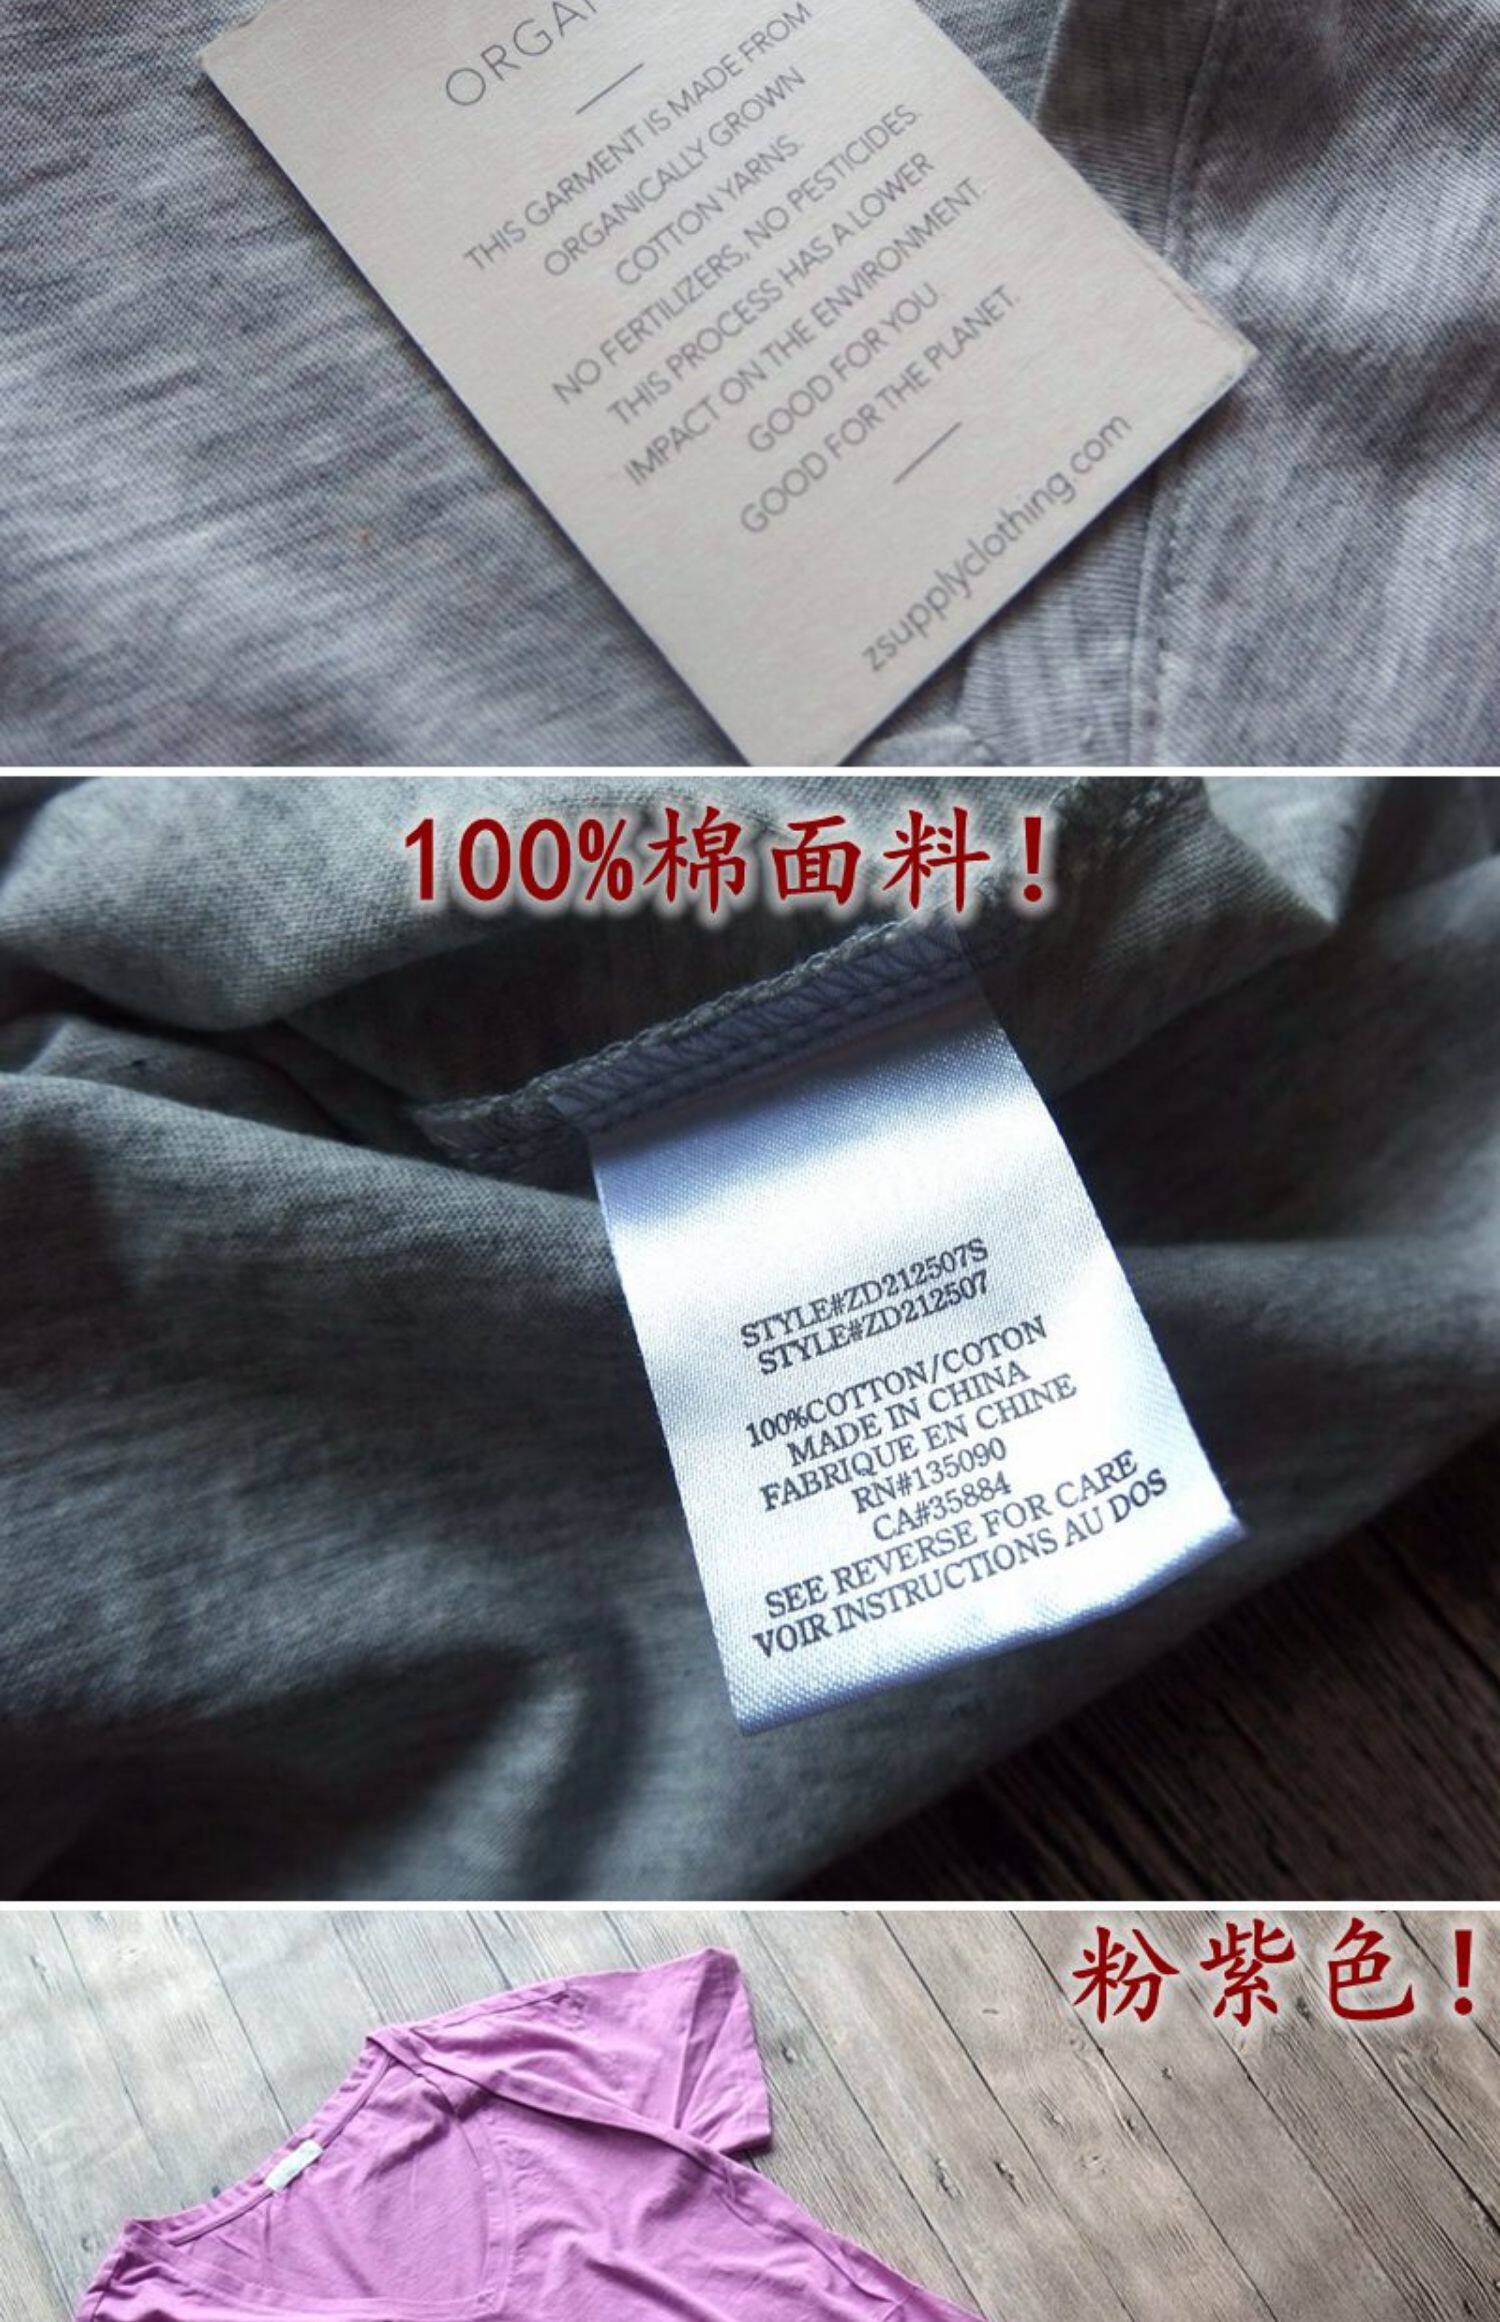 THIS GARMENT IS MADE FROM
ORGANICALLY GROWN
COTTON YARNS.
NO FERTILIZERS, NO PESTICIDES.
THIS PROCESS HAS A LOWER
IMPACT ON THE ENVIRONMENT.
GOOD FOR YOU.
GOOD FOR THE PLANET.
zsupplyclothing.com
100%棉面料!
STYLE#ZD212507S
STYLE#ZD212507
100%COTTON/COTON
MADE IN CHINA
FABRIQUE EN CHINE
RN#135090
CA#35884
SEE REVERSE FOR CARE
VOIR INSTRUCTIONS AU DOS
粉紫色!